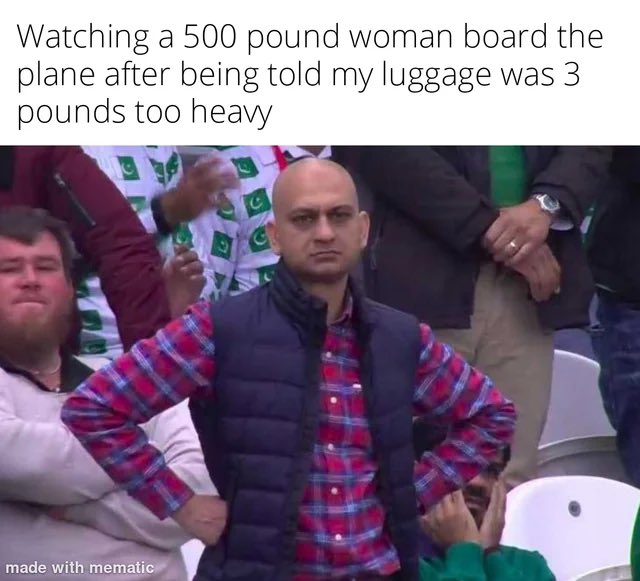 Watching a 500 pound woman board the
plane after being told my luggage was 3
pounds too heavy
made with mematic